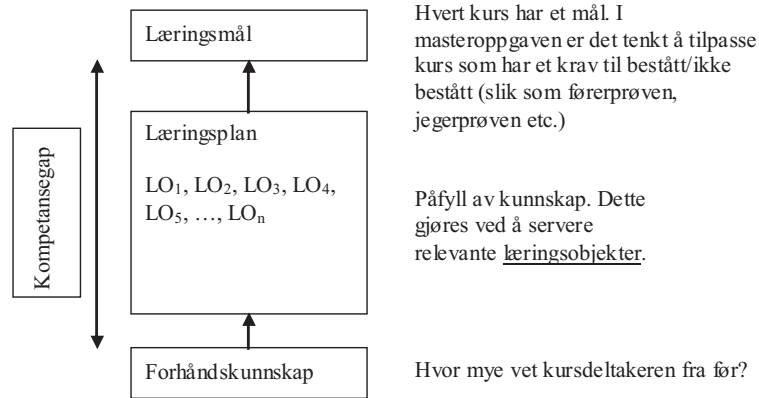 Læringsmål
Hvert kurs har et mål. I
masteroppgaven er det tenkt å tilpasse
kurs som har et krav til bestått/ikke
bestått (slik som førerprøven,
jegerprøven etc.)
Kompetansegap
Læringsplan
LO1, LO2, LO3, LO4,
LO5, …, LOn
Påfyll av kunnskap. Dette
gjøres ved å servere
relevante læringsobjekter.
Forhåndskunnskap
Hvor mye vet kursdeltakeren fra før?